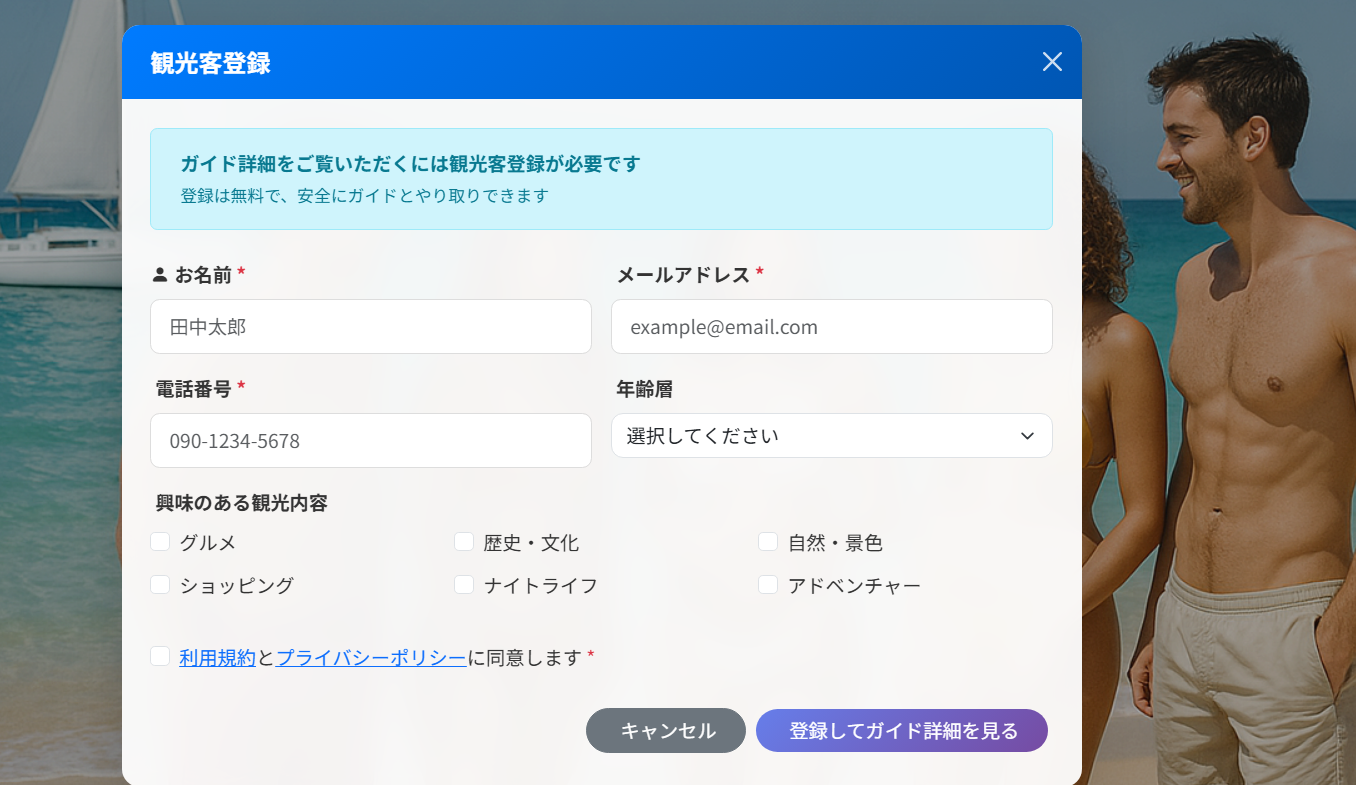 観光客登録
ガイド詳細をご覧いただくには観光客登録が必要です
登録は無料で、安全にガイドとやり取りできます
お名前 *
メールアドレス *
田中太郎
example@email.com
電話番号 *
年齢層
090-1234-5678
選択してください
興味のある観光内容
グルメ
歴史・文化
自然・景色
ショッピング
ナイトライフ
アドベンチャー
利用規約とプライバシーポリシーに同意します *
キャンセル
登録してガイド詳細を見る